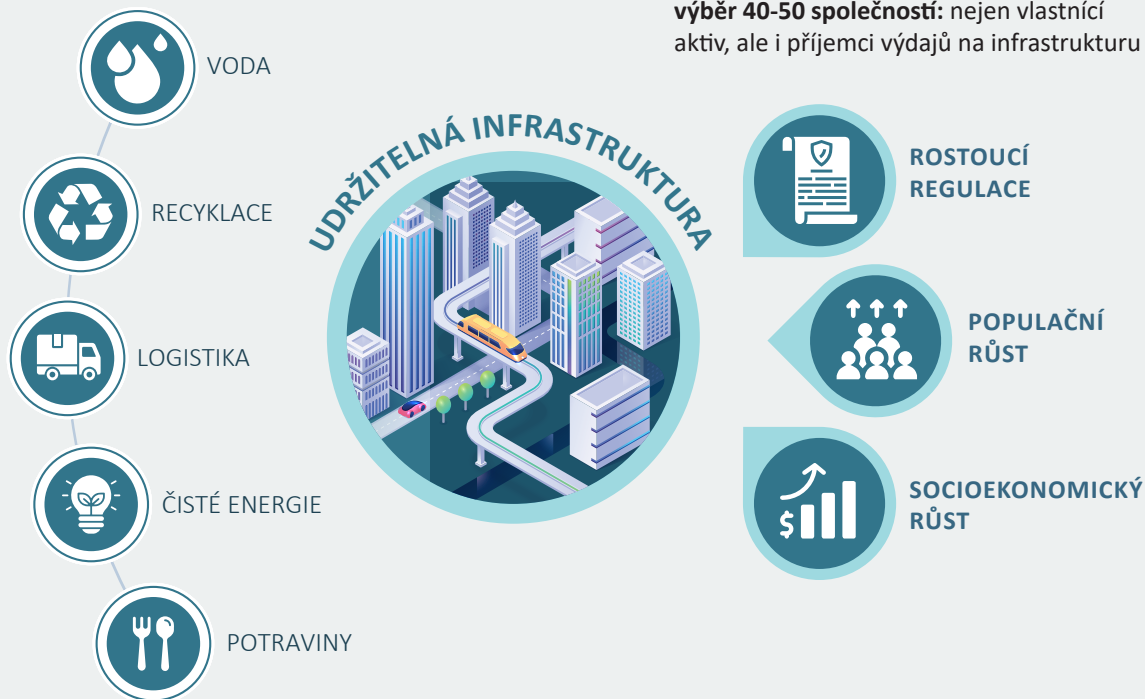 výběr 40-50 společností: nejen vlastnící
aktiv, ale i příjemci výdajů na infrastrukturu
VODA
RECYKLACE
LOGISTIKA
ČISTÉ ENERGIE
POTRAVINY
UDRŽITELNÁ INFRASTRUKTURA
ROSTOUCÍ
REGULACE
POPULAČNÍ
RŮST
$
SOCIOEKONOMICKÝ
RŮST